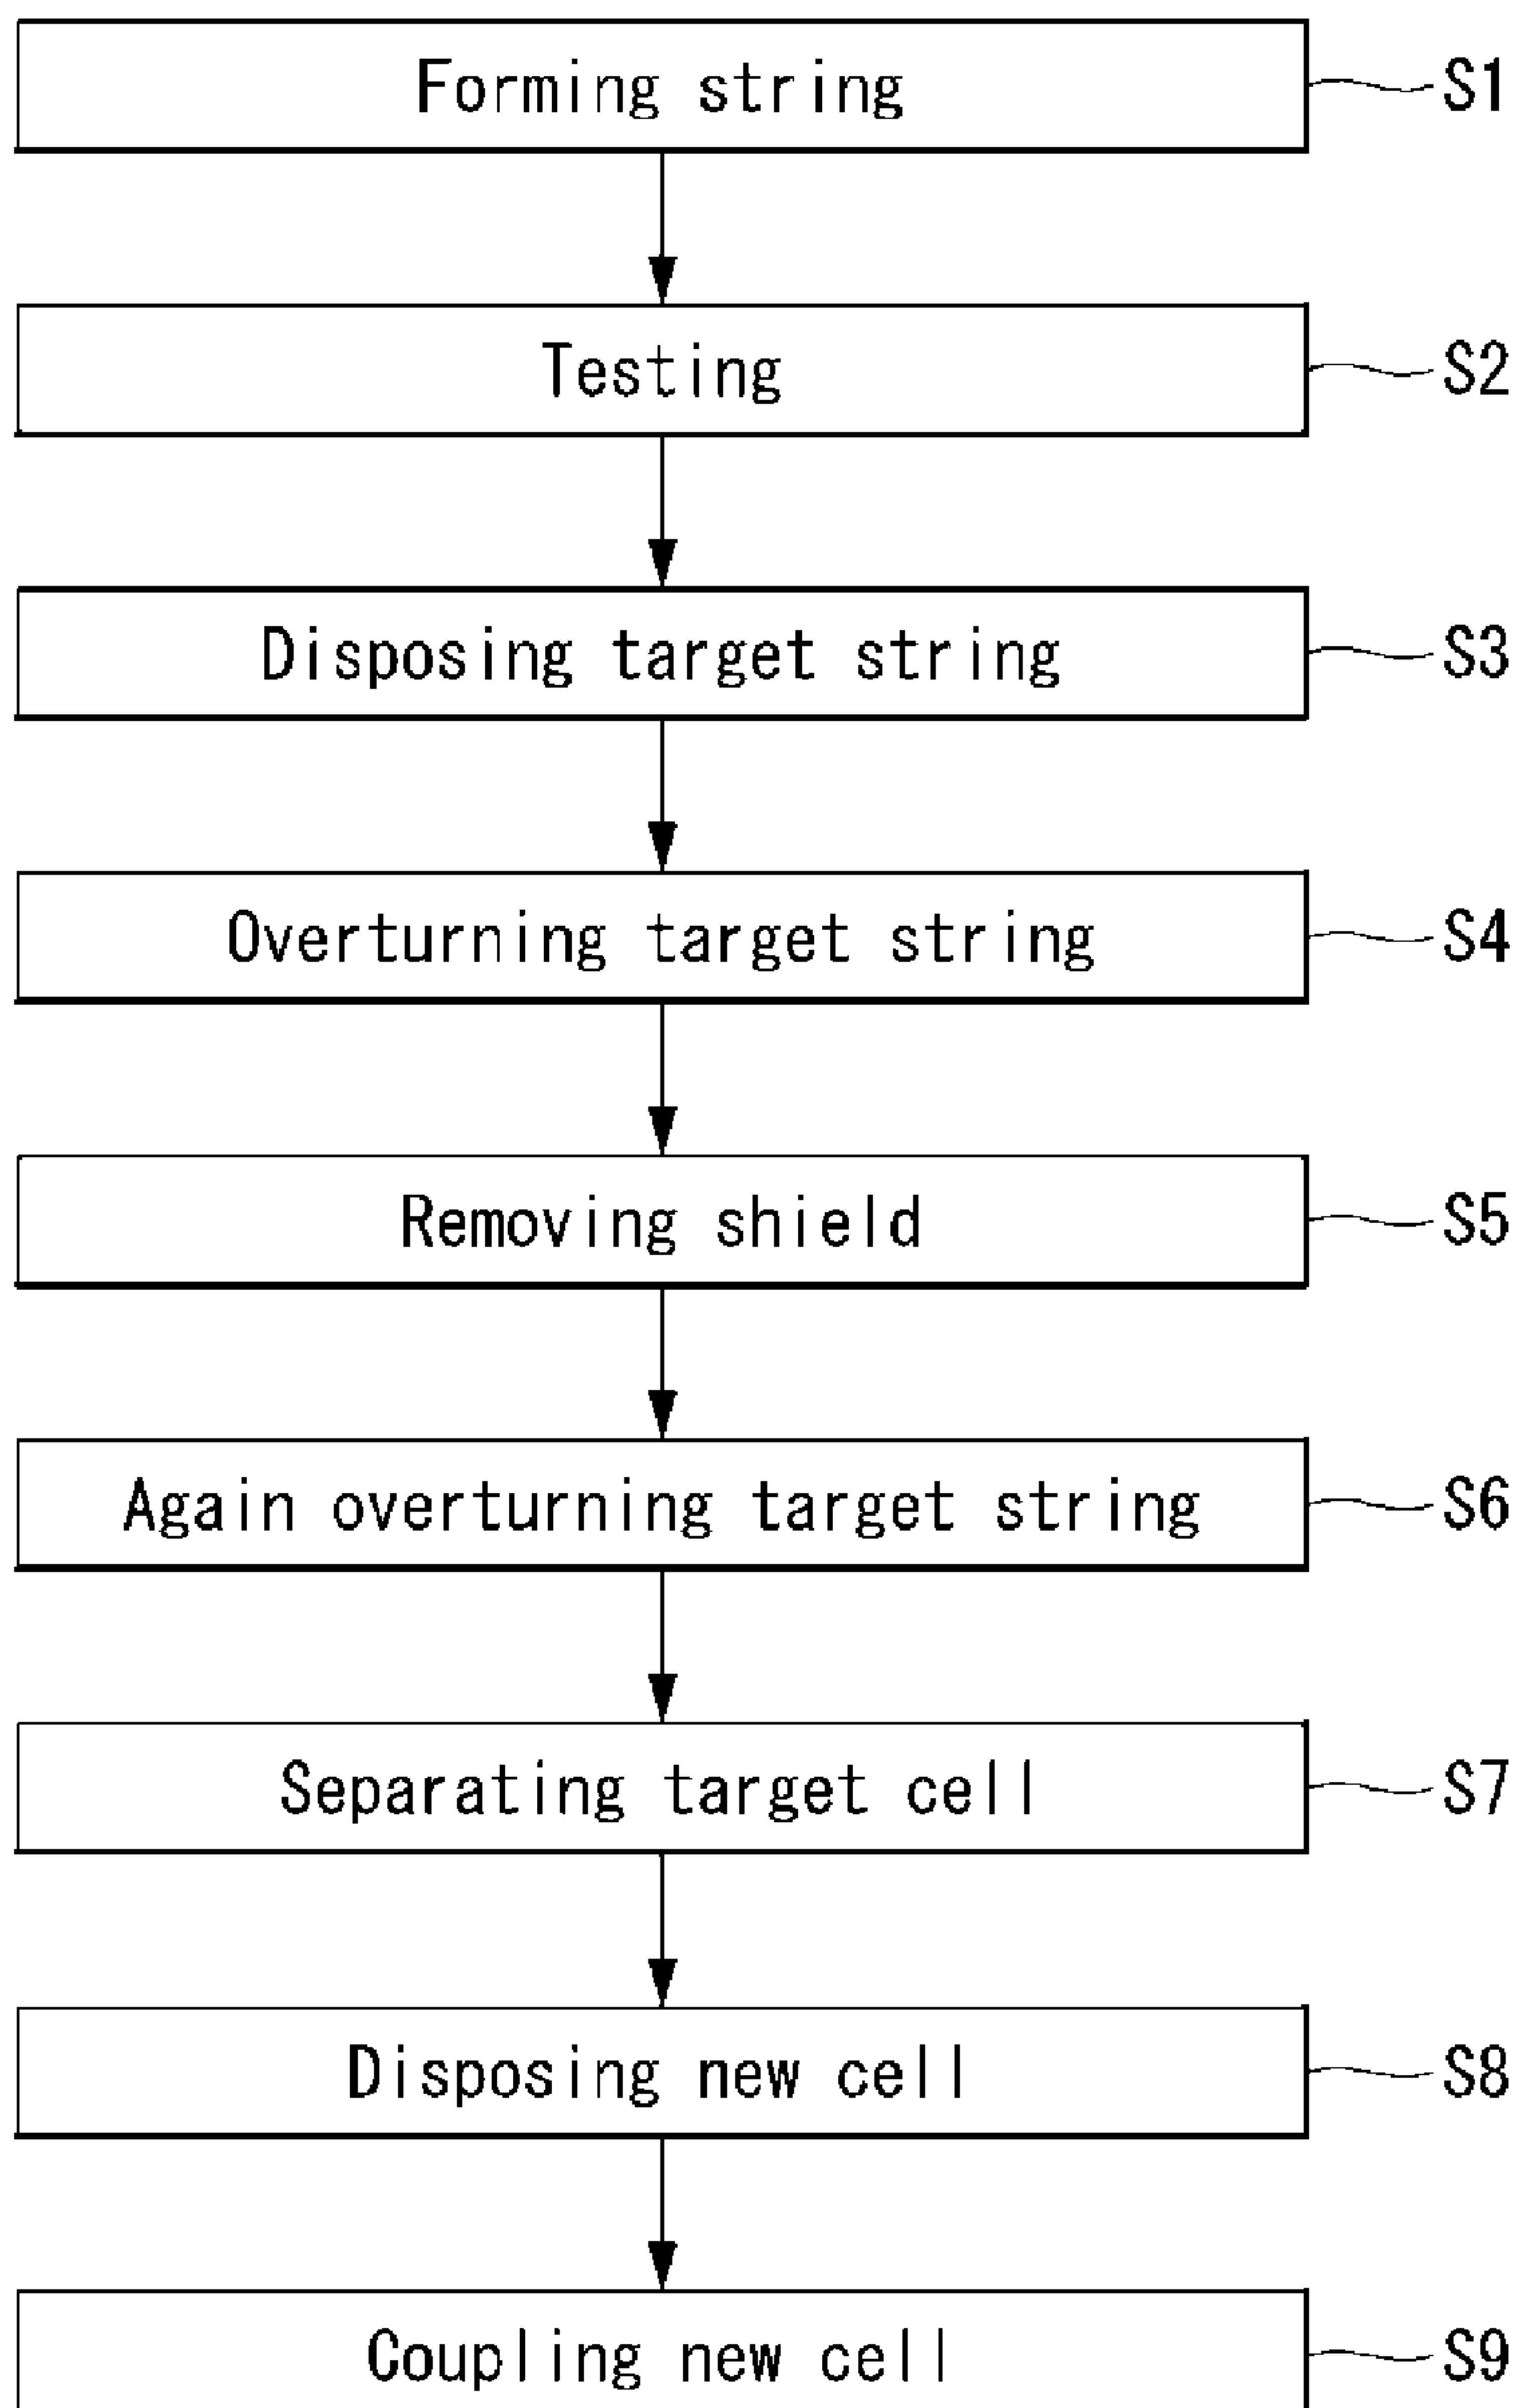 Forming string S1
Testing S2
Disposing target string S3
Overturning target string S4
Removing shield S5
Again overturning target string S6
Separating target cell S7
Disposing new cell S8
Coupling new cell S9